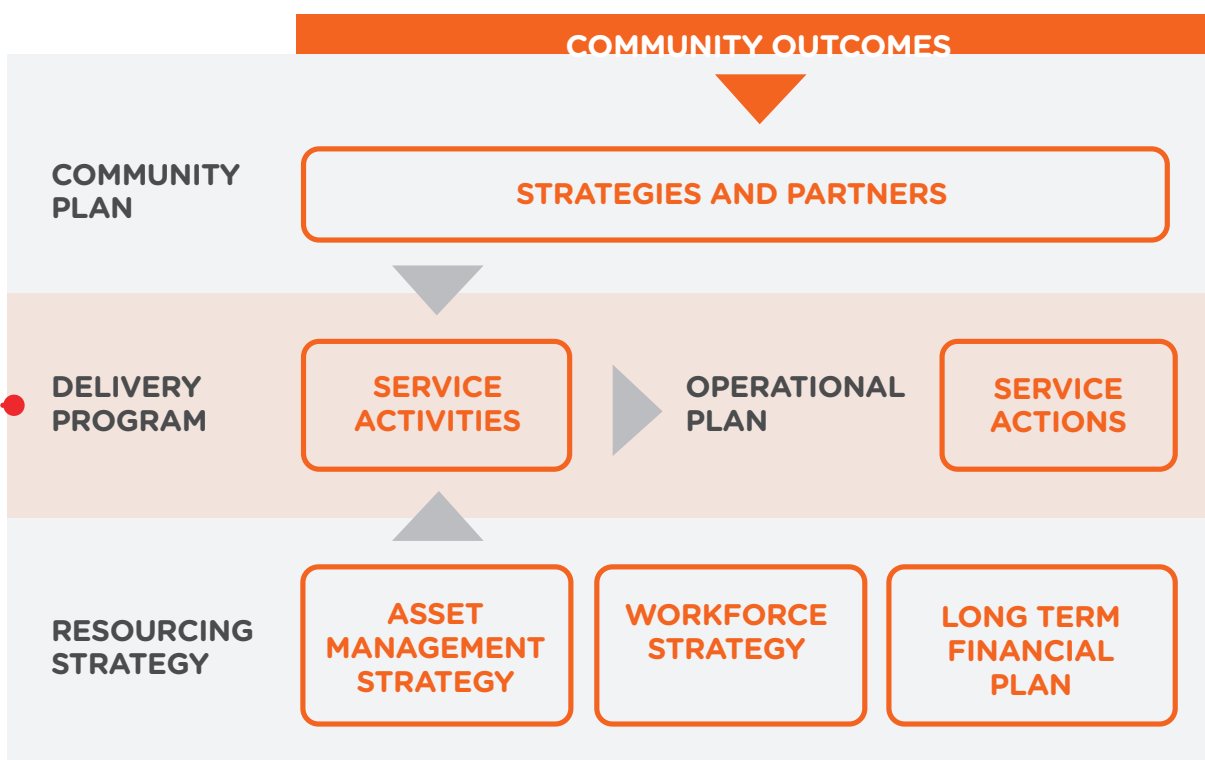 COMMUNITY OUTCOMES
COMMUNITY
PLAN
STRATEGIES AND PARTNERS
DELIVERY
PROGRAM
SERVICE
ACTIVITIES
OPERATIONAL
PLAN
SERVICE
ACTIONS
RESOURCING
STRATEGY
ASSET
MANAGEMENT
STRATEGY
WORKFORCE
STRATEGY
LONG TERM
FINANCIAL
PLAN